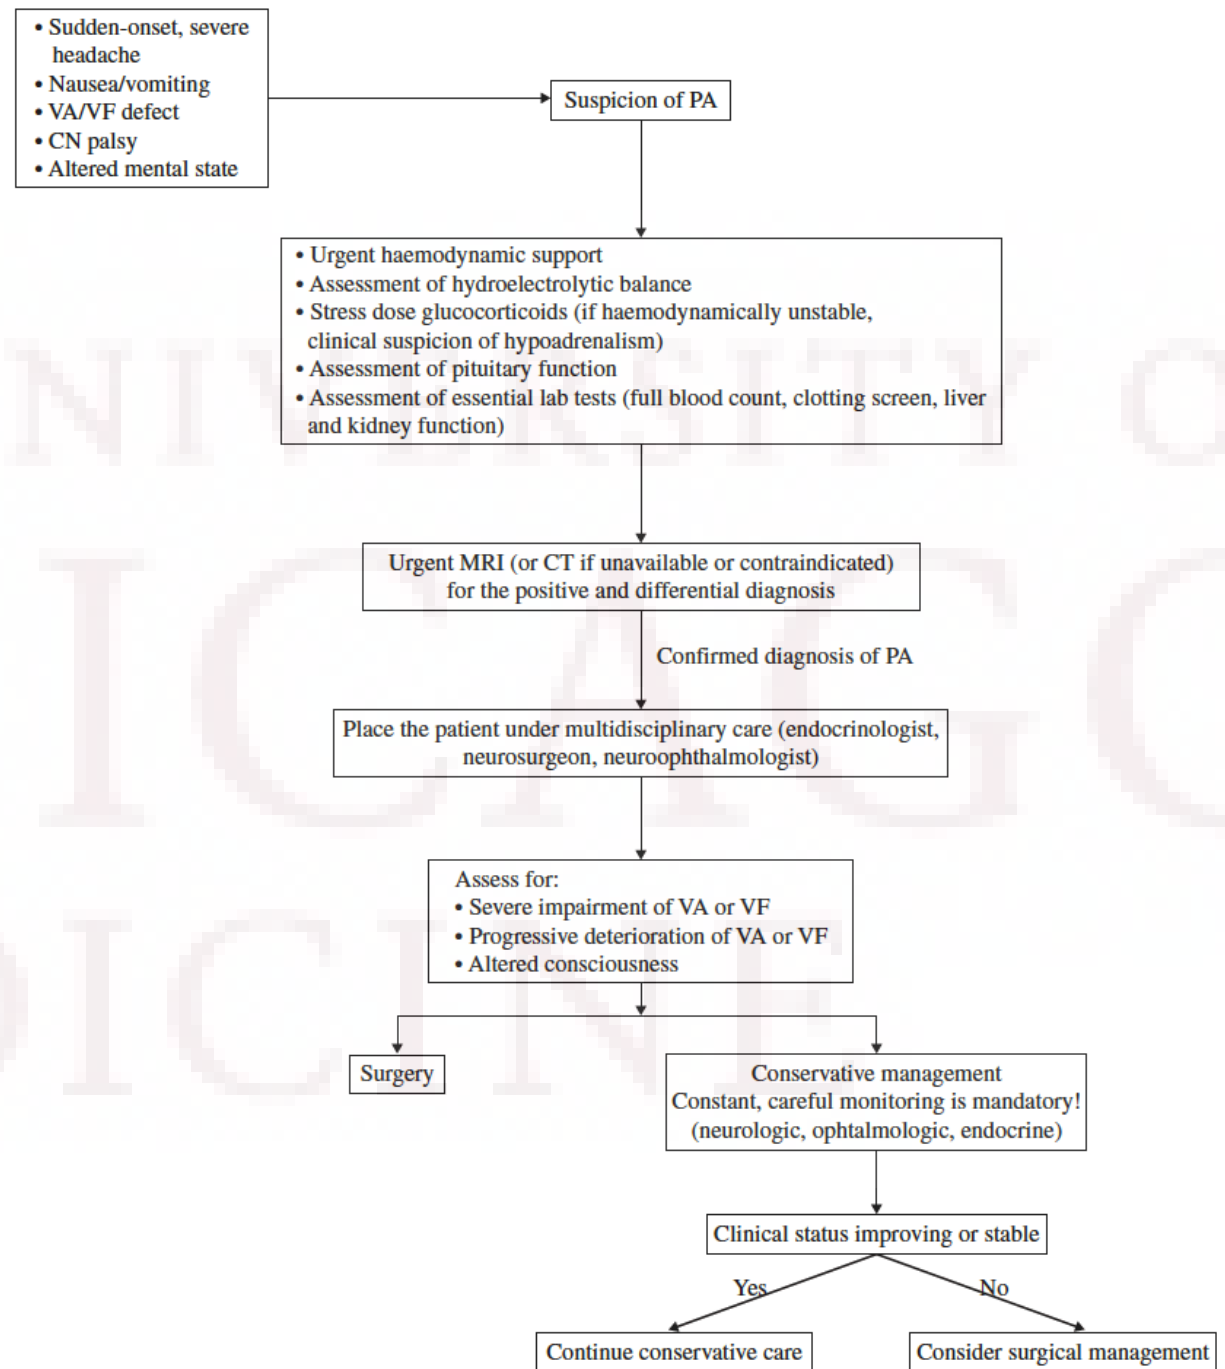 • Sudden-onset, severe
headache
• Nausea/vomiting
• VA/VF defect
• CN palsy
• Altered mental state
Suspicion of PA
• Urgent haemodynamic support
• Assessment of hydroelectrolytic balance
• Stress dose glucocorticoids (if haemodynamically unstable,
clinical suspicion of hypoadrenalism)
• Assessment of pituitary function
• Assessment of essential lab tests (full blood count, clotting screen, liver
and kidney function)
Urgent MRI (or CT if unavailable or contraindicated)
for the positive and differential diagnosis
Confirmed diagnosis of PA
Place the patient under multidisciplinary care (endocrinologist,
neurosurgeon, neuroophthalmologist)
Assess for:
• Severe impairment of VA or VF
• Progressive deterioration of VA or VF
• Altered consciousness
Surgery
Conservative management
Constant, careful monitoring is mandatory!
(neurologic, ophtalmologic, endocrine)
Clinical status improving or stable
Yes
No
Continue conservative care
Consider surgical management
NIVERSITY O
ICAGO
DICINE